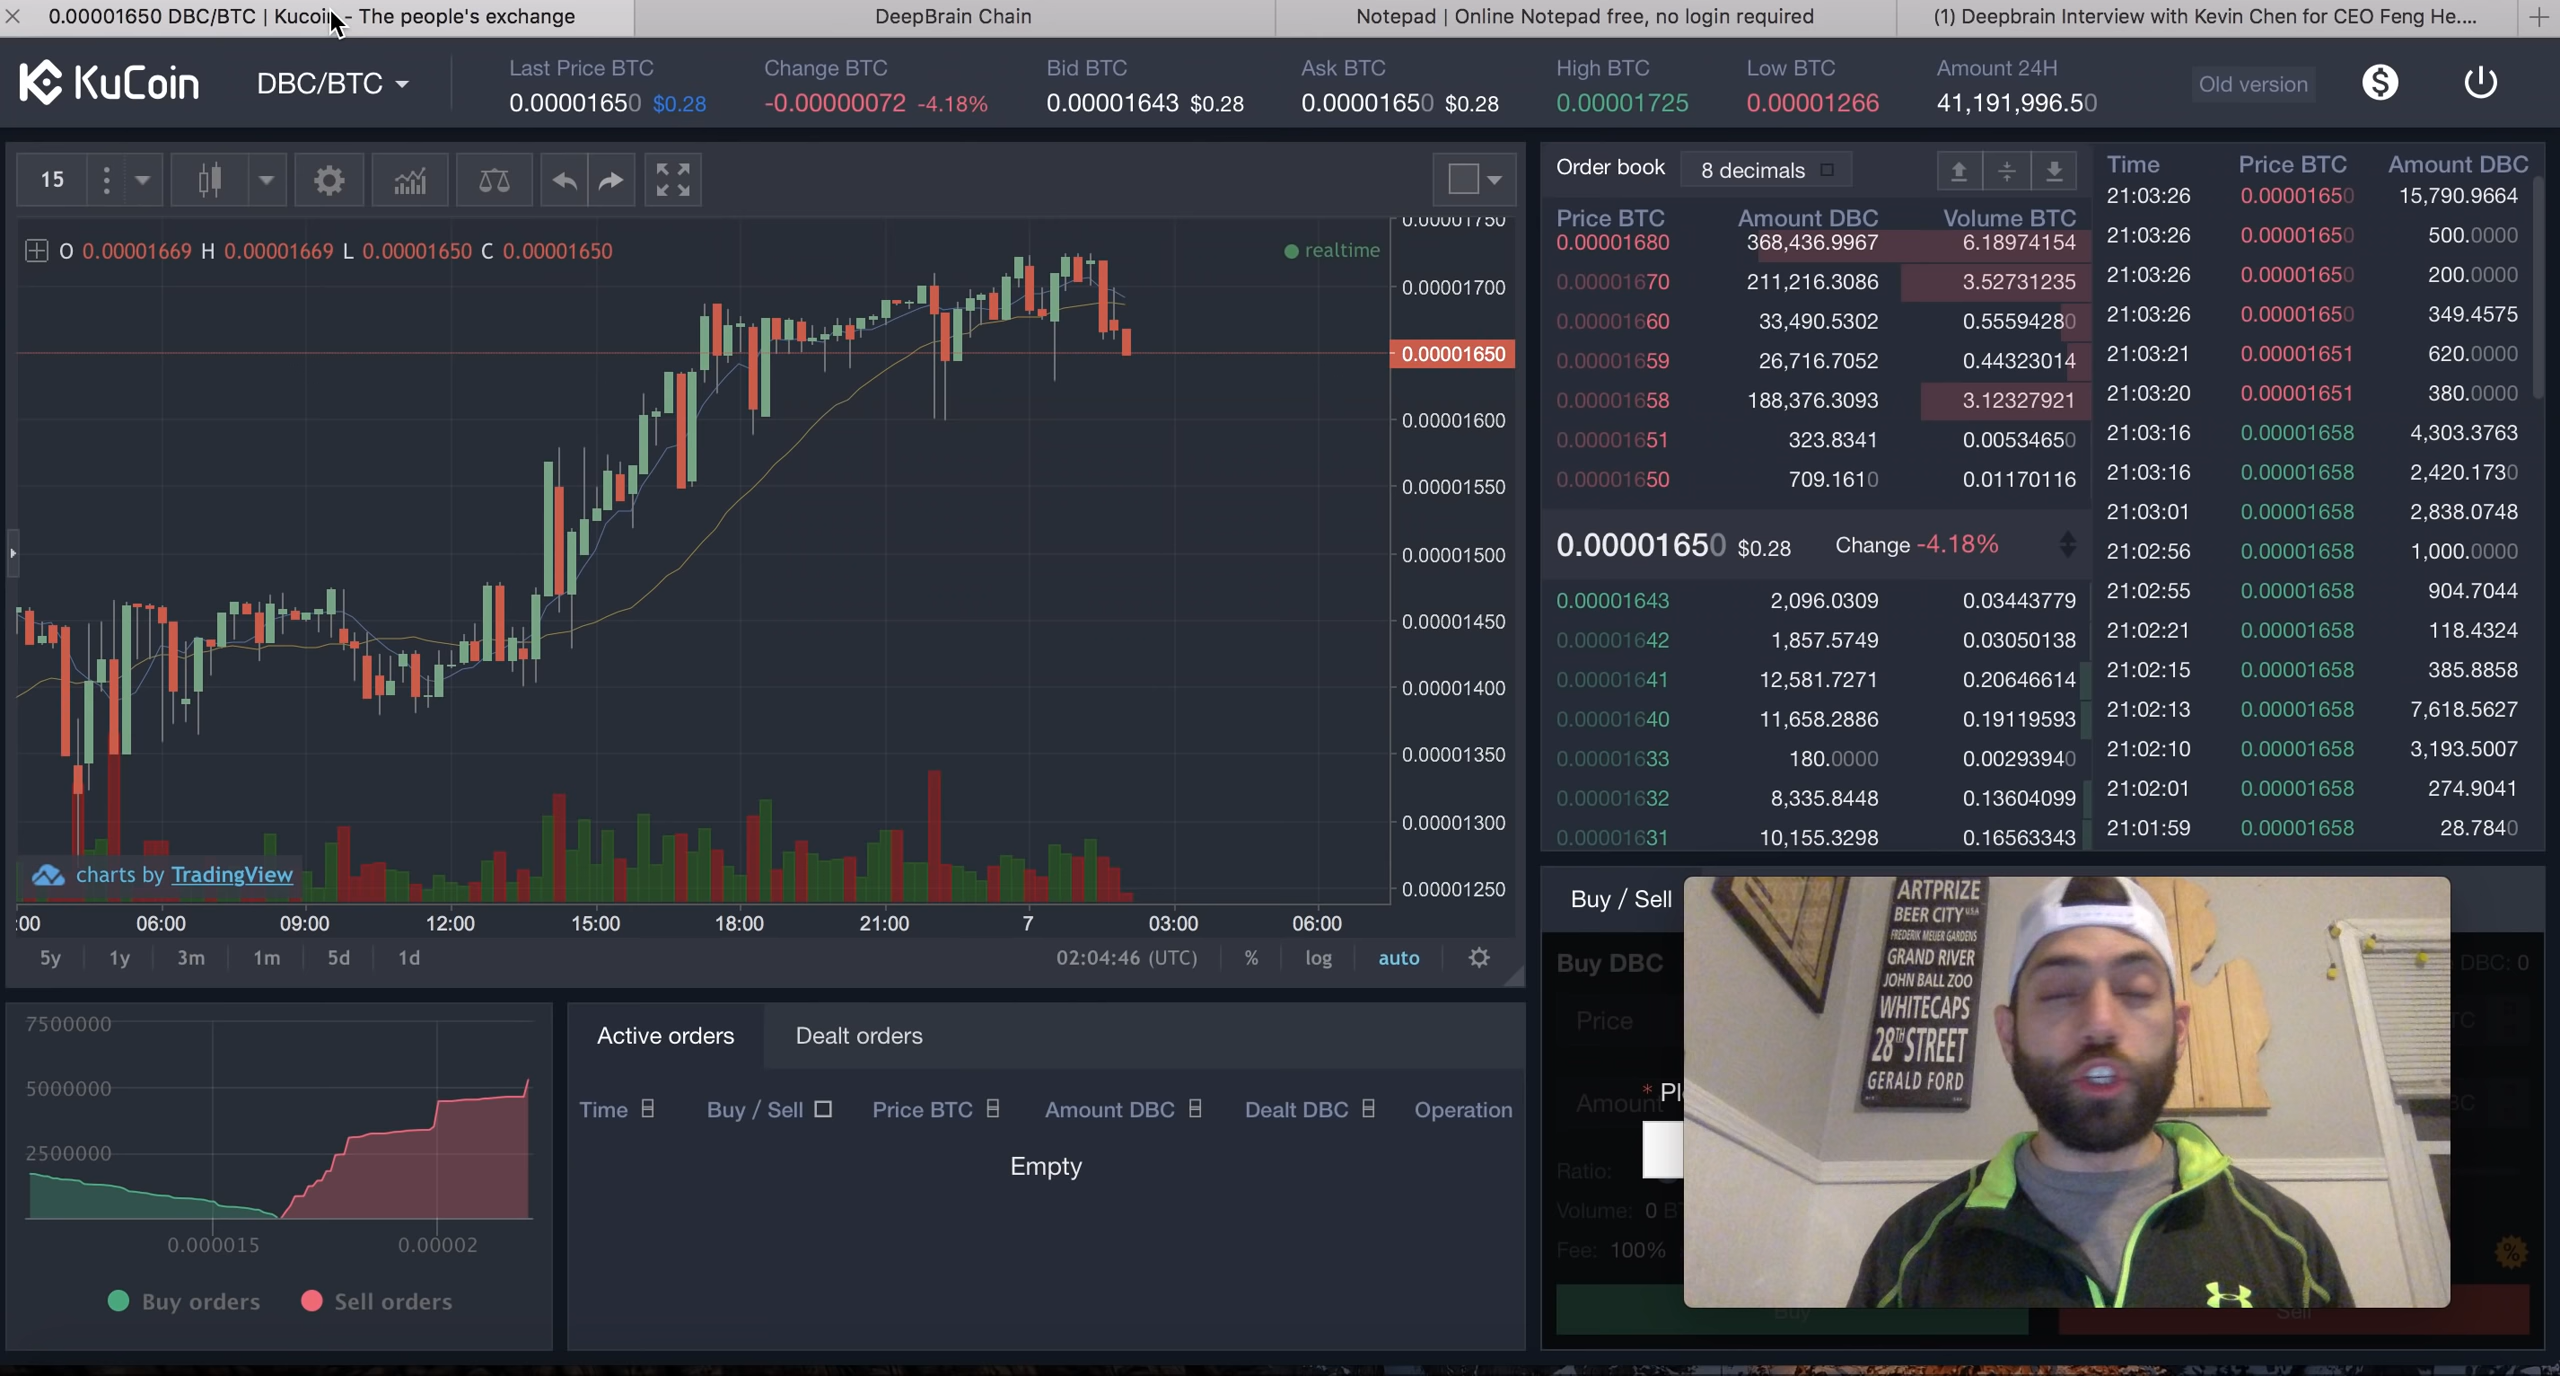 0.00001650 DBC/BTC | Kucoin - The people's exchange
DeepBrain Chain
Notepad | Online Notepad free, no login required
(1) Deepbrain Interview with Kevin Chen for CEO Feng He....
KuCoin
DBC/BTC
Last Price BTC
0.00001650 $0.28
Change BTC
-0.00000072 -4.18%
Bid BTC
0.00001643 $0.28
Ask BTC
0.00001650 $0.28
High BTC
0.00001725
Low BTC
0.00001266
Amount 24H
41,191,996.50
Old version
15
O 0.00001669 H 0.00001669 L 0.00001650 C 0.00001650
realtime
0.00001750
0.00001700
0.00001650
0.00001600
0.00001550
0.00001500
0.00001450
0.00001400
0.00001350
0.00001300
0.00001250
charts by TradingView
:00 06:00 09:00 12:00 15:00 18:00 21:00 7 03:00 06:00
5y 1y 3m 1m 5d 1d
02:04:46 (UTC) % log auto
Order book
8 decimals
Price BTC Amount DBC Volume BTC
0.00001680 368,436.9967 6.18974154
0.00001670 211,216.3086 3.52731235
0.00001660 33,490.5302 0.55594280
0.00001659 26,716.7052 0.44323014
0.00001658 188,376.3093 3.12327921
0.00001651 323.8341 0.00534650
0.00001650 709.1610 0.01170116
0.00001650 $0.28 Change -4.18%
0.00001643 2,096.0309 0.03443779
0.00001642 1,857.5749 0.03050138
0.00001641 12,581.7271 0.20646614
0.00001640 11,658.2886 0.19119593
0.00001633 180.0000 0.00293940
0.00001632 8,335.8448 0.13604099
0.00001631 10,155.3298 0.16563343
Time Price BTC Amount DBC
21:03:26 0.00001650 15,790.9664
21:03:26 0.00001650 500.0000
21:03:26 0.00001650 200.0000
21:03:26 0.00001650 349.4575
21:03:21 0.00001651 620.0000
21:03:20 0.00001651 380.0000
21:03:16 0.00001658 4,303.3763
21:03:16 0.00001658 2,420.1730
21:03:01 0.00001658 2,838.0748
21:02:56 0.00001658 1,000.0000
21:02:55 0.00001658 904.7044
21:02:21 0.00001658 118.4324
21:02:15 0.00001658 385.8858
21:02:13 0.00001658 7,618.5627
21:02:10 0.00001658 3,193.5007
21:02:01 0.00001658 274.9041
21:01:59 0.00001658 28.7840
7500000
5000000
2500000
0.000015 0.00002
Buy orders Sell orders
Active orders Dealt orders
Time Buy / Sell Price BTC Amount DBC Dealt DBC Operation
Empty
Buy / Sell
Buy DBC
DBC: 0
Price
Amount
* Pl
Ratio:
Volume: 0
Fee: 100%
Buy
Sell
ARTPRIZE
BEER CITY USA
FREDERIK MEIJER GARDENS
GRAND RIVER
JOHN BALL ZOO
WHITECAPS
28TH STREET
GERALD FORD